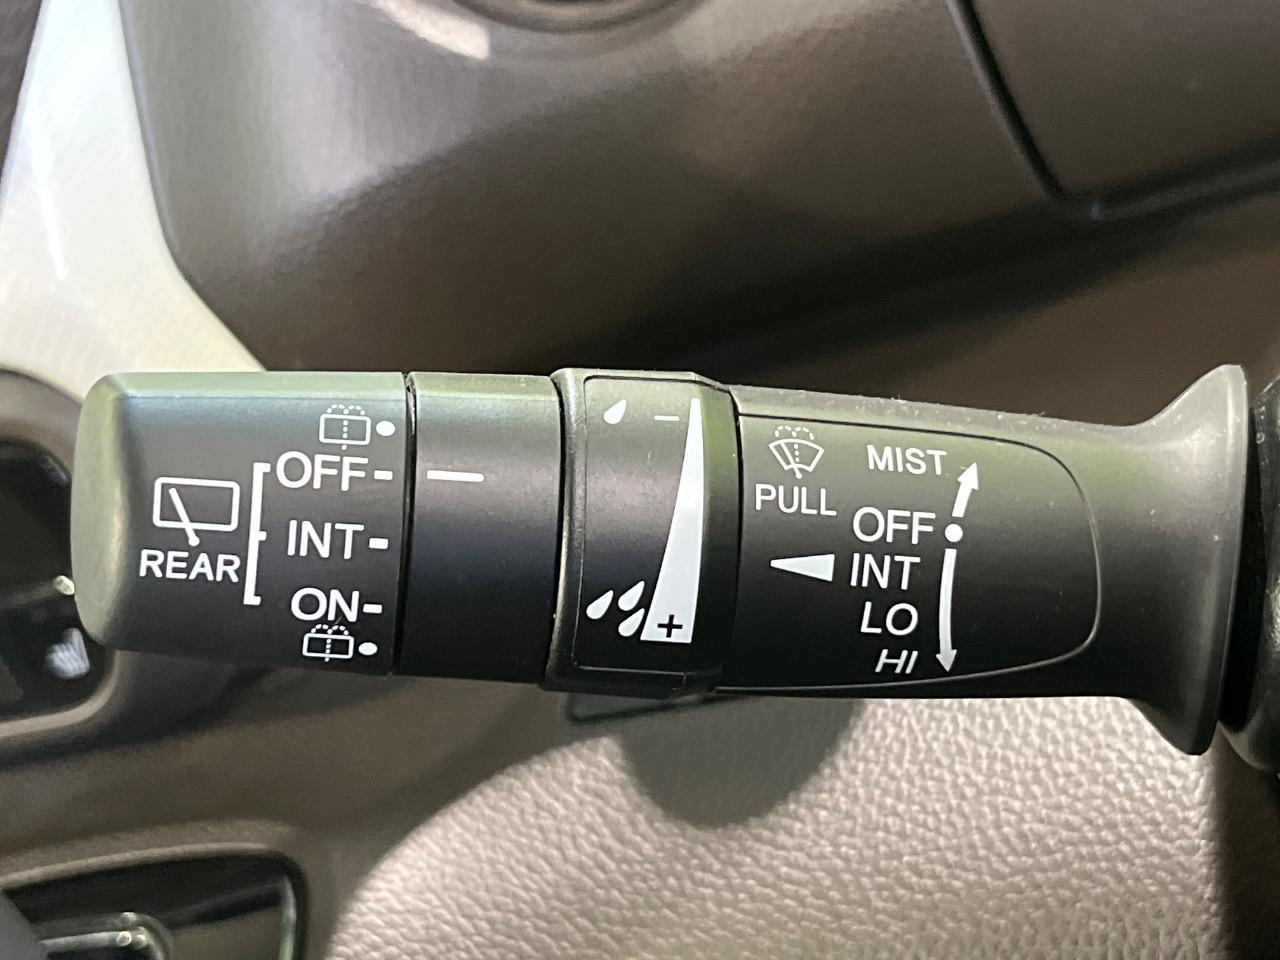 REAR
OFF
INT
ON
−
+
PULL
MIST
OFF
INT
LO
HI